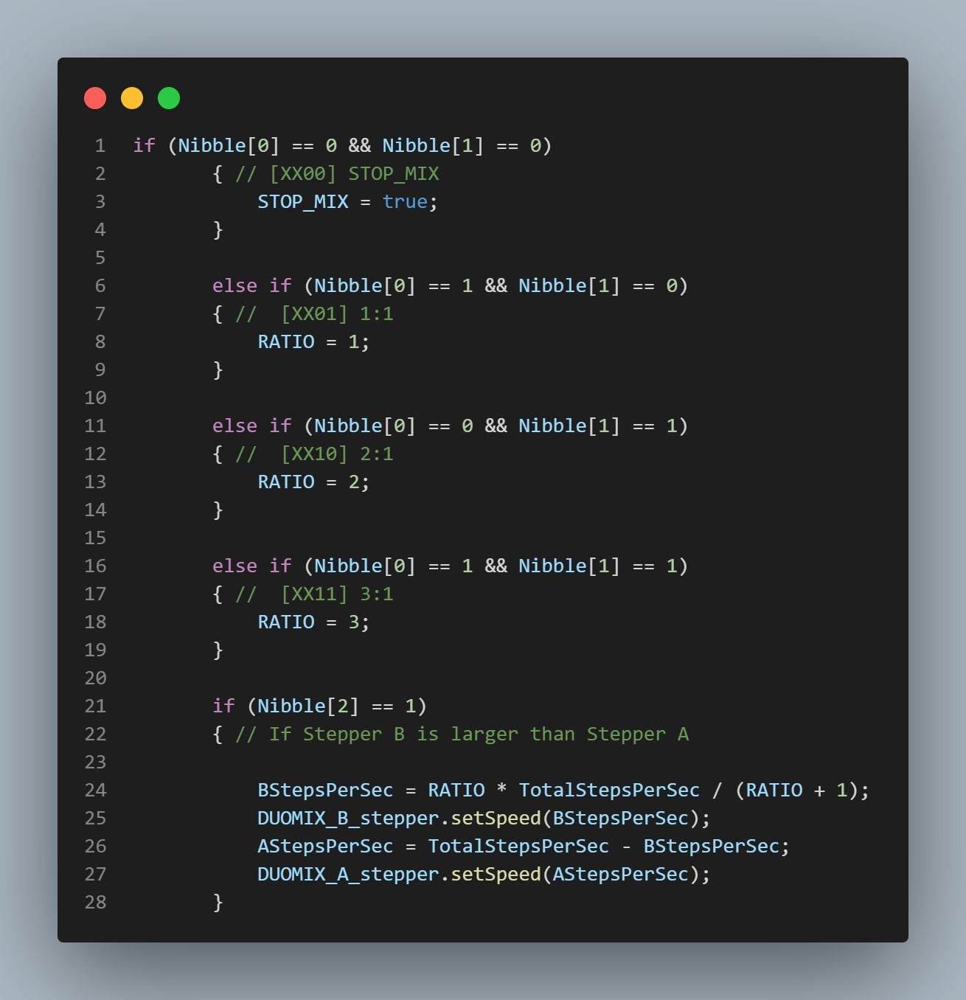 1 if (Nibble[0] == 0 && Nibble[1] == 0)
2 { // [XX00] STOP_MIX
3 STOP_MIX = true;
4 }
5
6 else if (Nibble[0] == 1 && Nibble[1] == 0)
7 { //  [XX01] 1:1
8 RATIO = 1;
9 }
10
11 else if (Nibble[0] == 0 && Nibble[1] == 1)
12 { //  [XX10] 2:1
13 RATIO = 2;
14 }
15
16 else if (Nibble[0] == 1 && Nibble[1] == 1)
17 { //  [XX11] 3:1
18 RATIO = 3;
19 }
20
21 if (Nibble[2] == 1)
22 { // If Stepper B is larger than Stepper A
23
24 BStepsPerSec = RATIO * TotalStepsPerSec / (RATIO + 1);
25 DUOMIX_B_stepper.setSpeed(BStepsPerSec);
26 AStepsPerSec = TotalStepsPerSec - BStepsPerSec;
27 DUOMIX_A_stepper.setSpeed(AStepsPerSec);
28 }